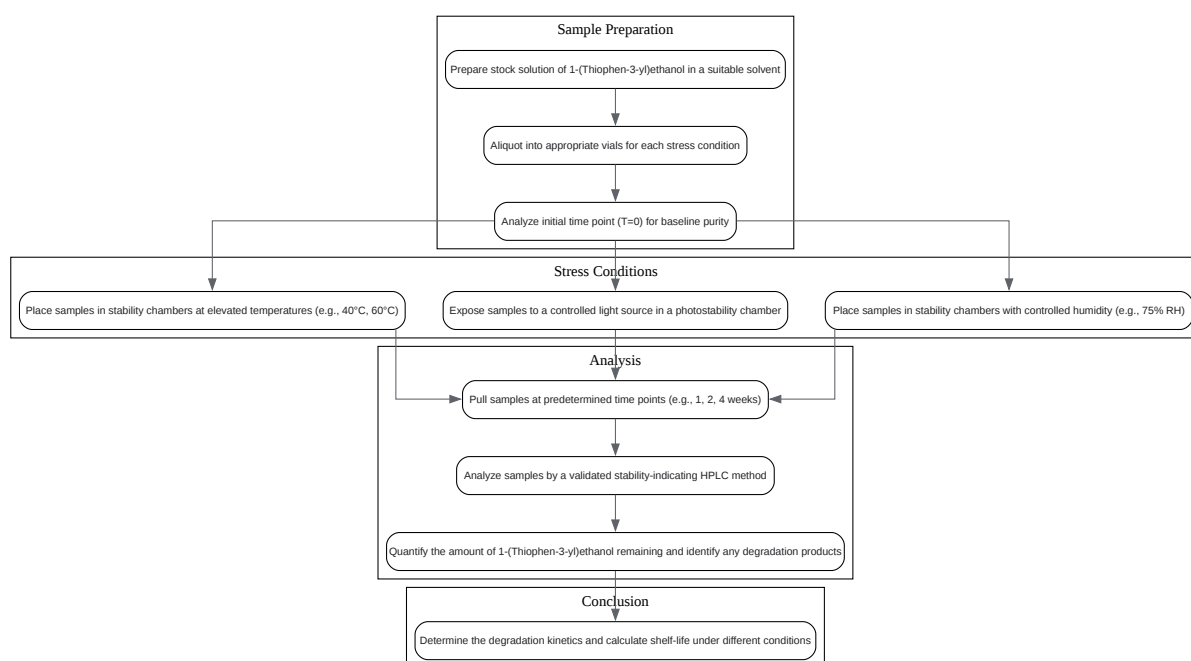 Sample Preparation
Prepare stock solution of 1-(Thiophen-3-yl)ethanol in a suitable solvent
Aliquot into appropriate vials for each stress condition
Analyze initial time point (T=0) for baseline purity
Stress Conditions
Place samples in stability chambers at elevated temperatures (e.g., 40°C, 60°C)
Expose samples to a controlled light source in a photostability chamber
Place samples in stability chambers with controlled humidity (e.g., 75% RH)
Analysis
Pull samples at predetermined time points (e.g., 1, 2, 4 weeks)
Analyze samples by a validated stability-indicating HPLC method
Quantify the amount of 1-(Thiophen-3-yl)ethanol remaining and identify any degradation products
Conclusion
Determine the degradation kinetics and calculate shelf-life under different conditions